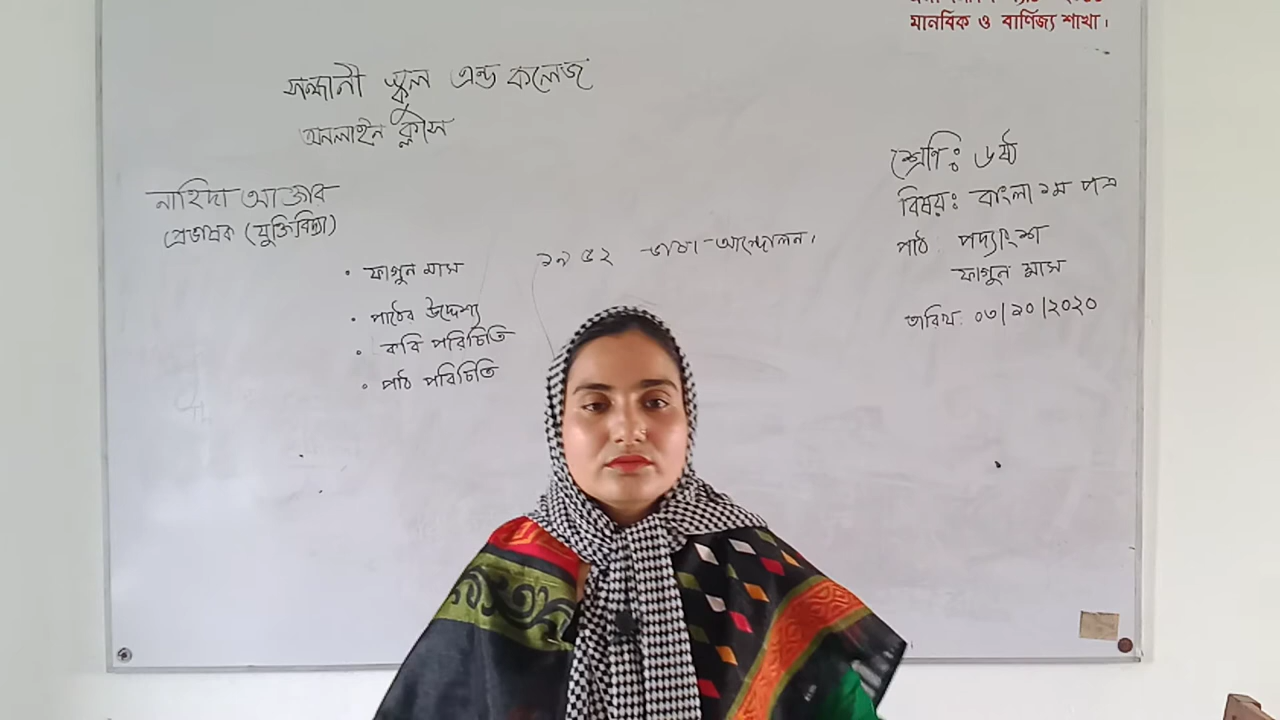 মানবিক ও বাণিজ্য শাখা।
সন্ধানী স্কুল এন্ড কলেজ
অনলাইন ক্লাস
নাহিদা আক্তার
প্রভাষক (যুক্তিবিদ্যা)
• ফাগুন মাস
• পাঠের উদ্দেশ্য
• কবি পরিচিতি
• পাঠ পরিচিতি
১৯৫২ ভাষা-আন্দোলন।
শ্রেণি: ৬ষ্ঠ
বিষয়: বাংলা ১ম পত্র
পাঠ পদ্যাংশ
ফাগুন মাস
তারিখ: ০৩/১০/২০২০